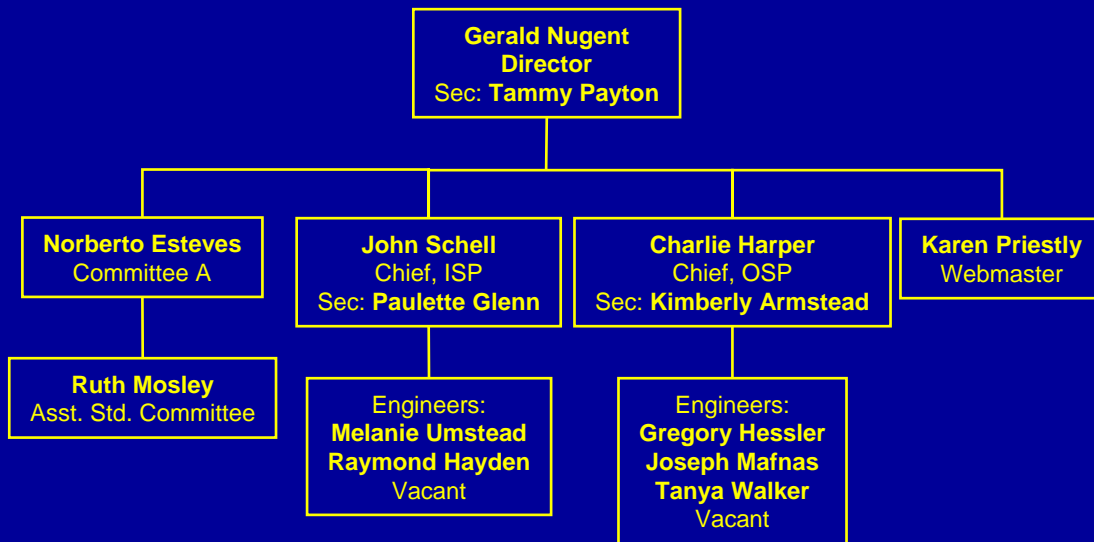 Gerald Nugent
Director
Sec: Tammy Payton
Norberto Esteves
Committee A
John Schell
Chief, ISP
Sec: Paulette Glenn
Charlie Harper
Chief, OSP
Sec: Kimberly Armstead
Karen Priestly
Webmaster
Ruth Mosley
Asst. Std. Committee
Engineers:
Melanie Umstead
Raymond Hayden
Vacant
Engineers:
Gregory Hessler
Joseph Mafnas
Tanya Walker
Vacant